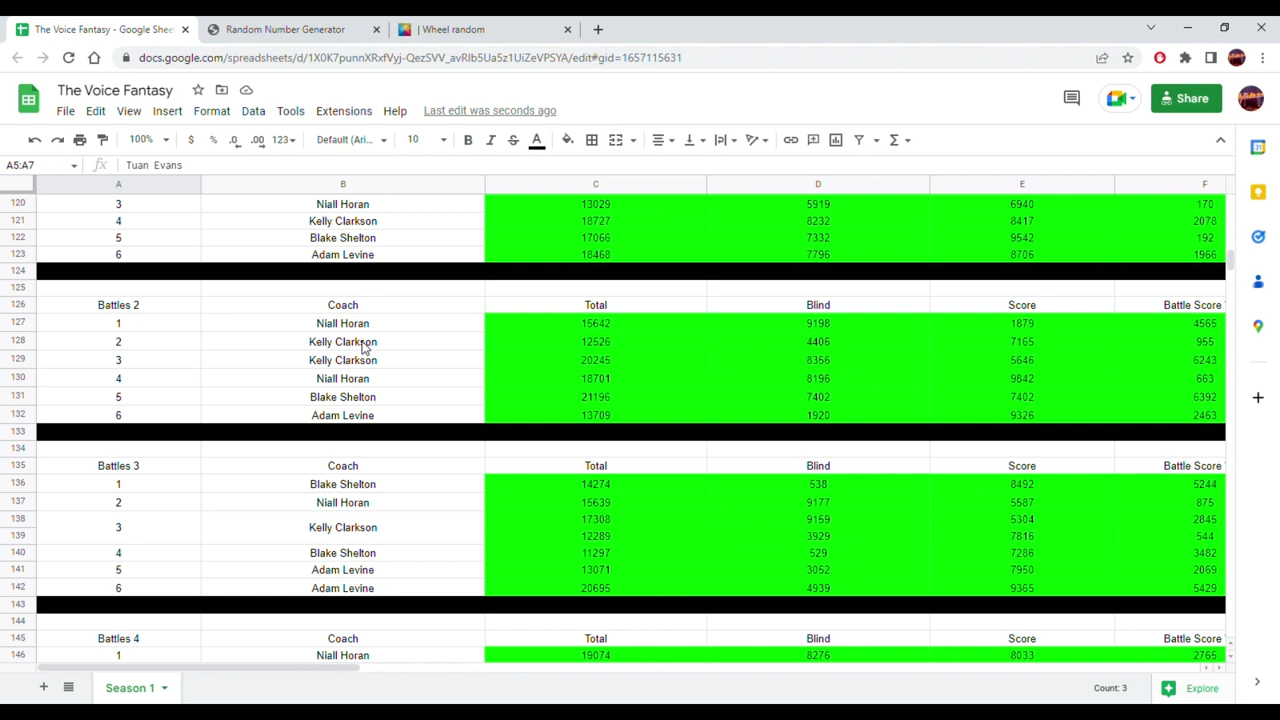 The Voice Fantasy - Google Shee
Random Number Generator
| Wheel random
docs.google.com/spreadsheets/d/1X0K7punnXRxfVyj-QezSVV_avRIb5Ua5z1UiZeVPSYA/edit#gid=1657115631
The Voice Fantasy
File Edit View Insert Format Data Tools Extensions Help Last edit was seconds ago
Share
100% $ % .0 .00 123 Default (Ari... 10 B I S A
A5:A7 fx Tuan Evans
A B C D E F
120 3 Niall Horan 13029 5919 6940 170
121 4 Kelly Clarkson 18727 8232 8417 2078
122 5 Blake Shelton 17066 7332 9542 192
123 6 Adam Levine 18468 7796 8706 1966
124
125
126 Battles 2 Coach Total Blind Score Battle Score
127 1 Niall Horan 15642 9198 1879 4565
128 2 Kelly Clarkson 12526 4406 7165 955
129 3 Kelly Clarkson 20245 8356 5646 6243
130 4 Niall Horan 18701 8196 9842 663
131 5 Blake Shelton 21196 7402 7402 6392
132 6 Adam Levine 13709 1920 9326 2463
133
134
135 Battles 3 Coach Total Blind Score Battle Score
136 1 Blake Shelton 14274 538 8492 5244
137 2 Niall Horan 15639 9177 5587 875
138 17308 9159 5304 2845
3 Kelly Clarkson
139 12289 3929 7816 544
140 4 Blake Shelton 11297 529 7286 3482
141 5 Adam Levine 13071 3052 7950 2069
142 6 Adam Levine 20695 4939 9365 5429
143
144
145 Battles 4 Coach Total Blind Score Battle Score
146 1 Niall Horan 19074 8276 8033 2765
Season 1
Count: 3
Explore